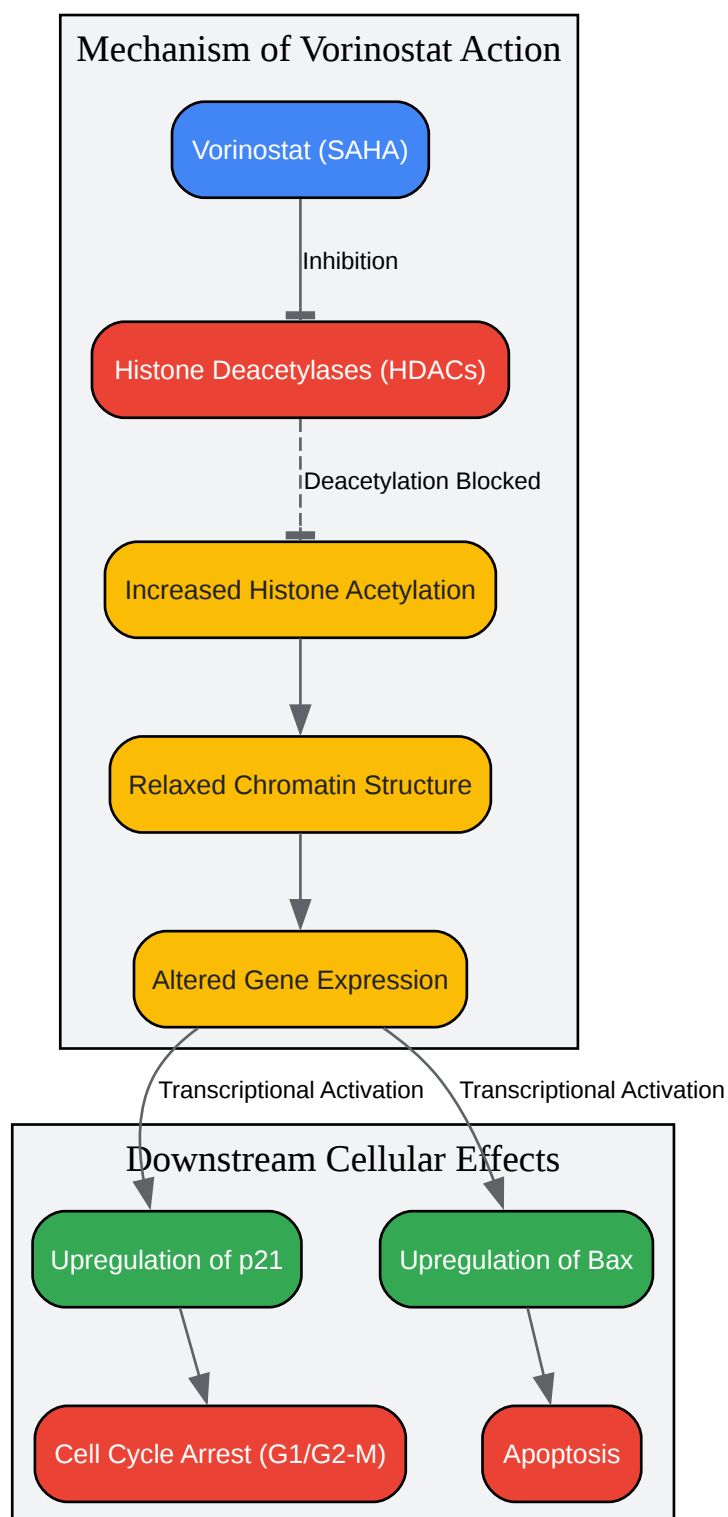 Mechanism of Vorinostat Action
Vorinostat (SAHA)
Inhibition
Histone Deacetylases (HDACs)
Deacetylation Blocked
Increased Histone Acetylation
Relaxed Chromatin Structure
Altered Gene Expression
Transcriptional Activation
Transcriptional Activation
Downstream Cellular Effects
Upregulation of p21
Upregulation of Bax
Cell Cycle Arrest (G1/G2-M)
Apoptosis